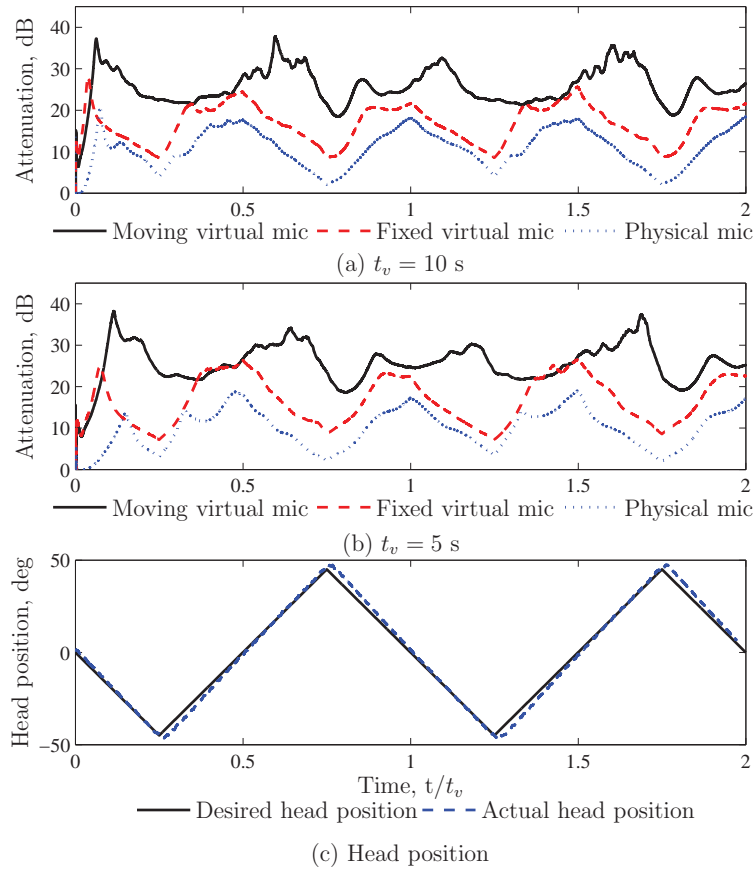 40
30
20
10
0
Attenuation, dB
0 0.5 1 1.5 2
Moving virtual mic Fixed virtual mic Physical mic
(a) t_v = 10 s
40
30
20
10
0
Attenuation, dB
0 0.5 1 1.5 2
Moving virtual mic Fixed virtual mic Physical mic
(b) t_v = 5 s
50
0
−50
Head position, deg
0 0.5 1 1.5 2
Time, t/t_v
Desired head position Actual head position
(c) Head position